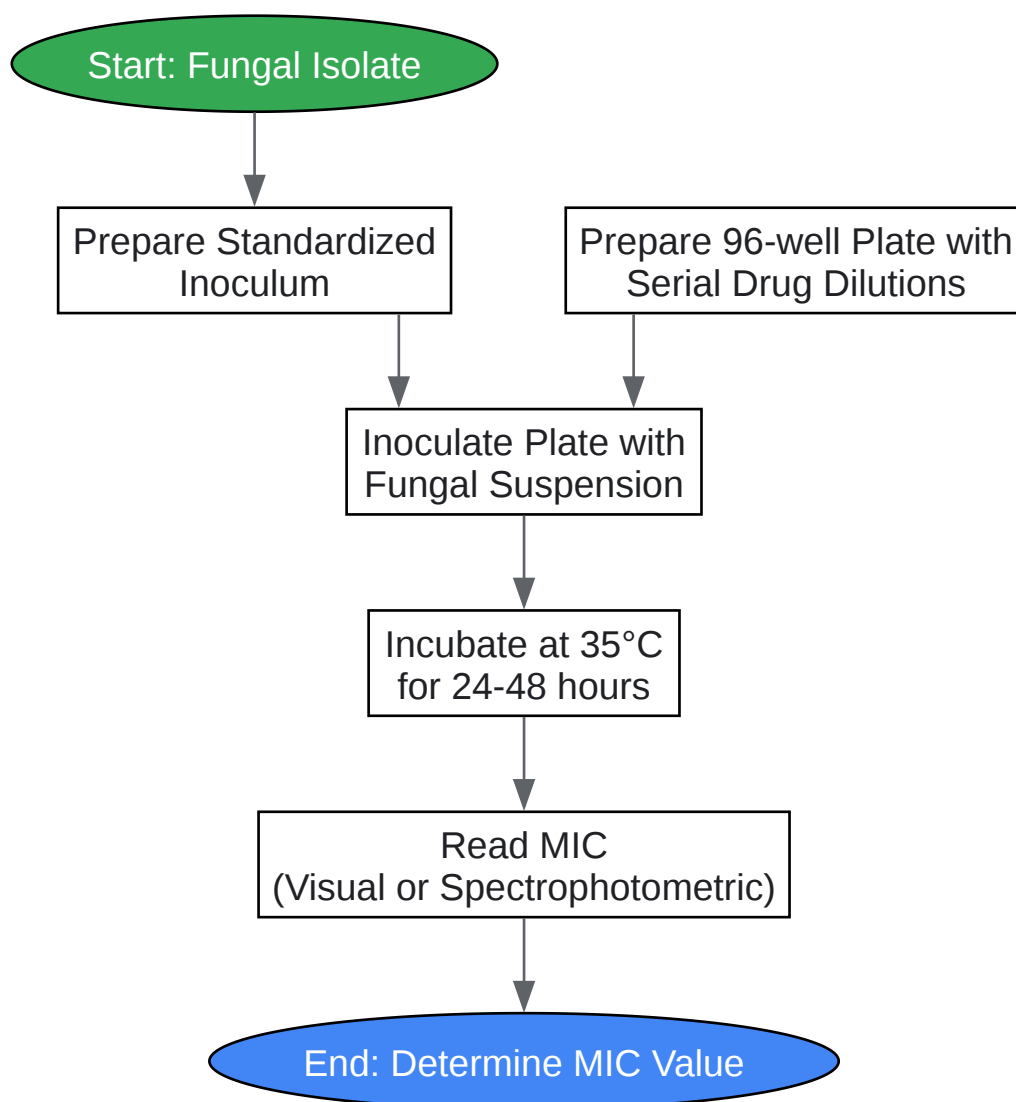 Start: Fungal Isolate
Prepare Standardized
Inoculum
Prepare 96-well Plate with
Serial Drug Dilutions
Inoculate Plate with
Fungal Suspension
Incubate at 35°C
for 24-48 hours
Read MIC
(Visual or Spectrophotometric)
End: Determine MIC Value